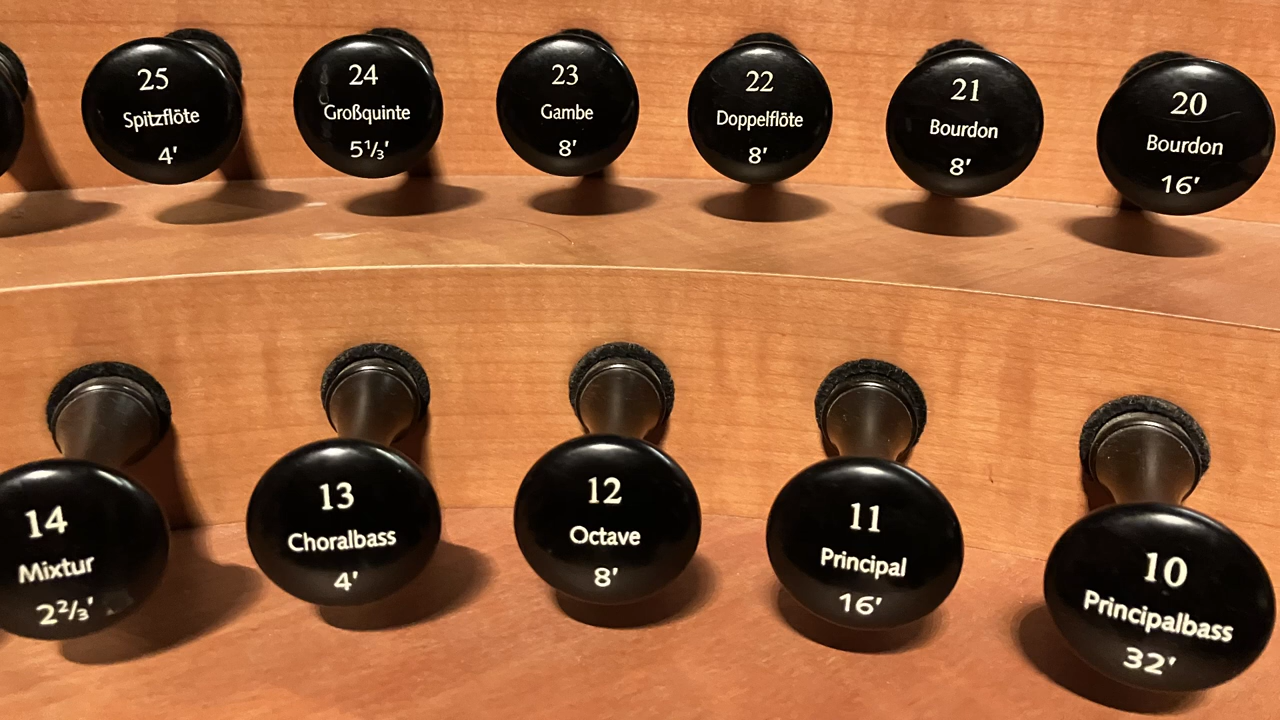 25
Spitzflöte
4'
24
Großquinte
5⅓'
23
Gambe
8'
22
Doppelflöte
8'
21
Bourdon
8'
20
Bourdon
16'
14
Mixtur
2⅔'
13
Choralbass
4'
12
Octave
8'
11
Principal
16'
10
Principalbass
32'